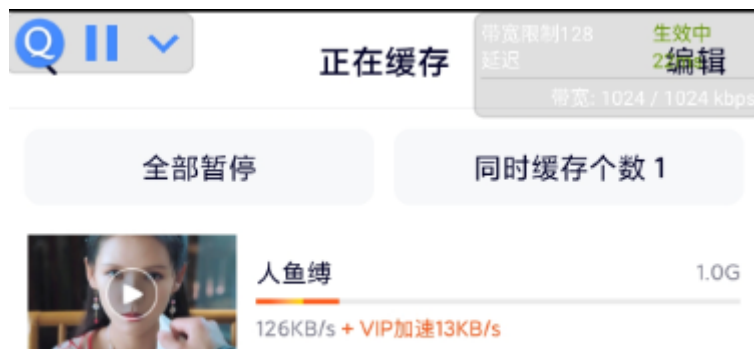 带宽限制128 生效中
正在缓存
延迟
编辑
带宽: 1024 / 1024 kbps
全部暂停
同时缓存个数 1
人鱼缚
1.0G
126KB/s + VIP加速13KB/s